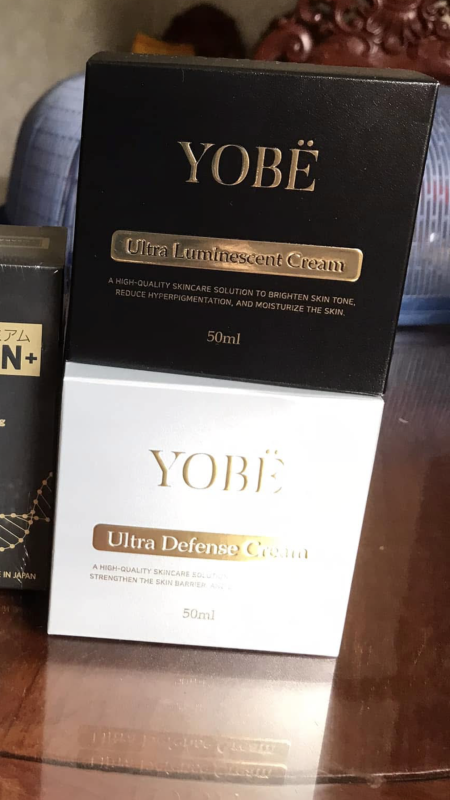 YOBË
Ultra Luminescent Cream
A HIGH-QUALITY SKINCARE SOLUTION TO BRIGHTEN SKIN TONE,
REDUCE HYPERPIGMENTATION, AND MOISTURIZE THE SKIN.
50ml
YOBË
Ultra Defense Cream
A HIGH-QUALITY SKINCARE
STRENGTHEN THE SKIN BARRIER
50ml
アム
N+
IN JAPAN